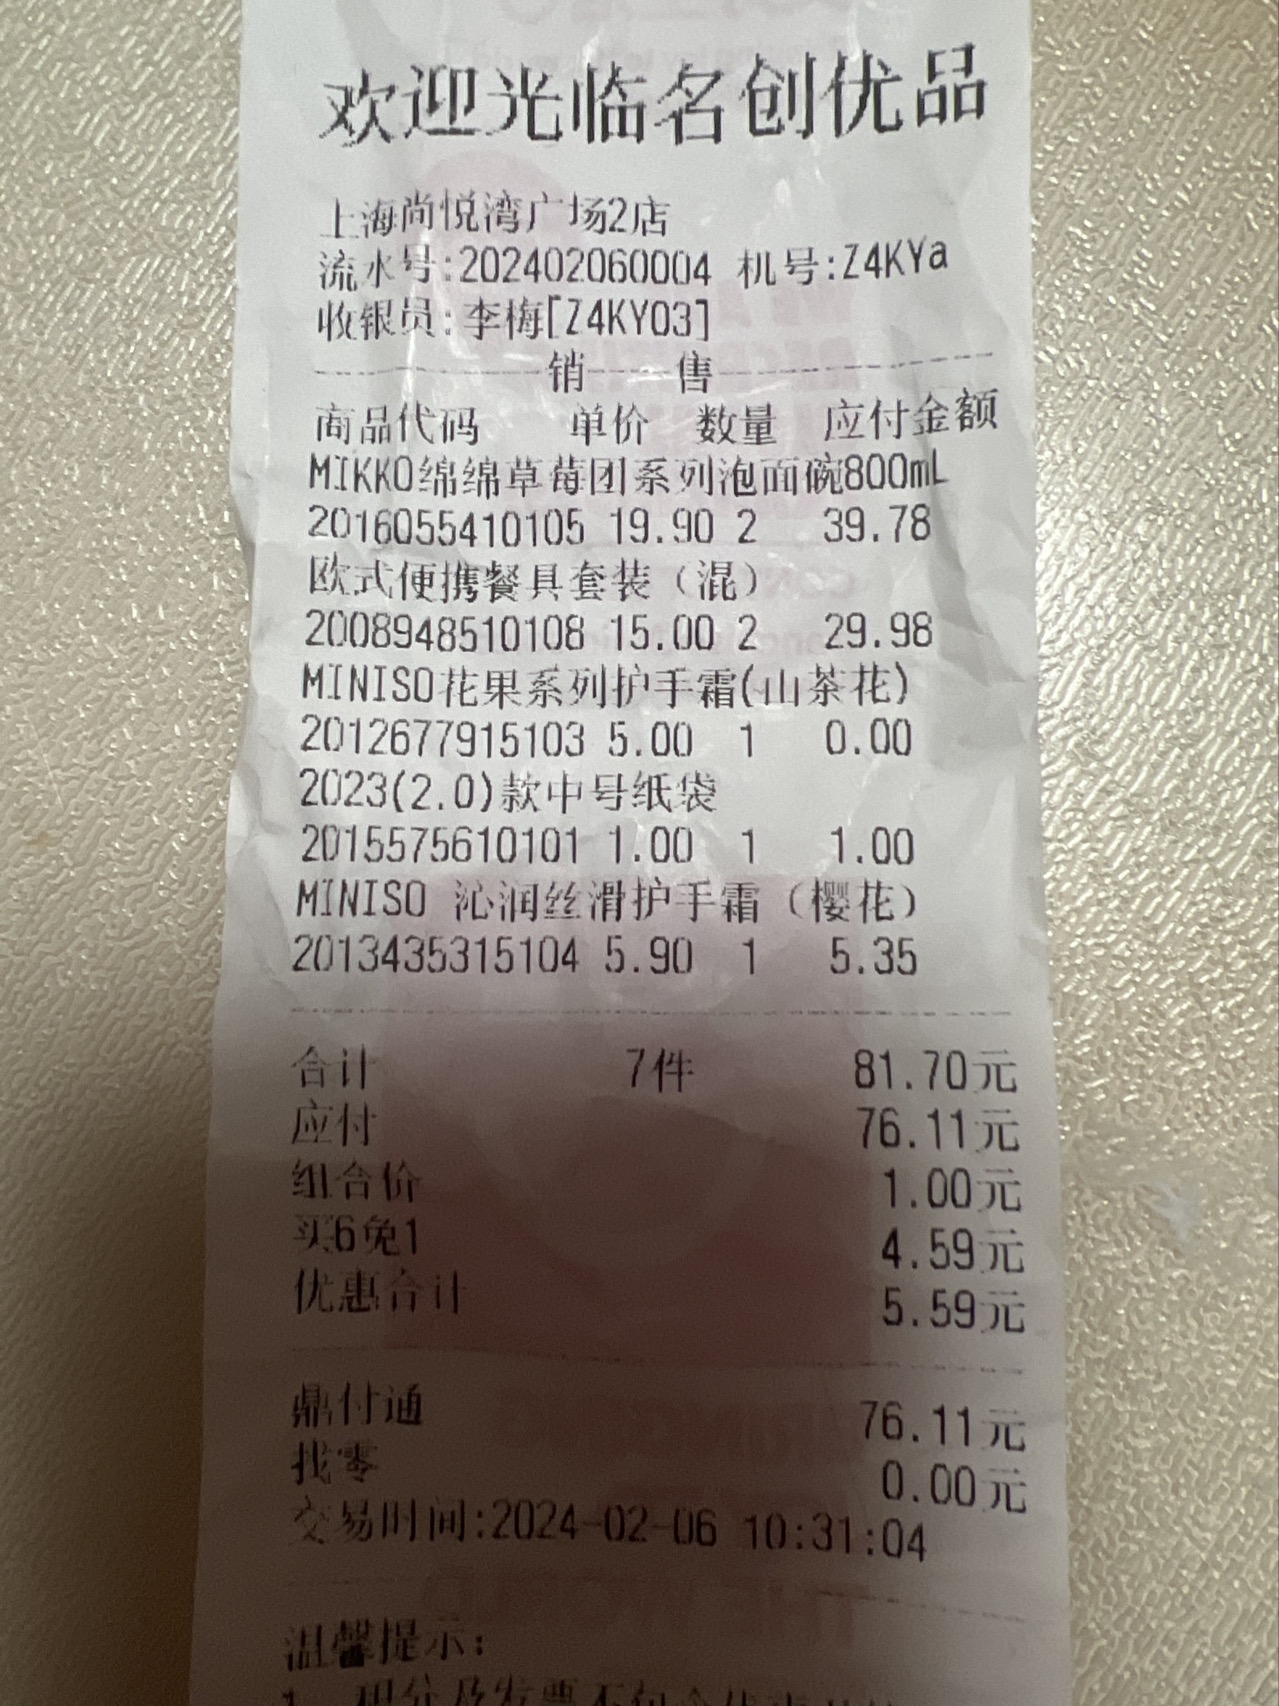 欢迎光临名创优品
上海尚悦湾广场2店
流水号:202402060004 机号:Z4KYa
收银员:李梅[Z4KY03]
销 售
商品代码 单价 数量 应付金额
MIKKO绵绵草莓团系列泡面碗800mL
2016055410105 19.90 2 39.78
欧式便携餐具套装（混）
2008948510108 15.00 2 29.98
MINISO花果系列护手霜(山茶花)
2012677915103 5.00 1 0.00
2023(2.0)款中号纸袋
2015575610101 1.00 1 1.00
MINISO 沁润丝滑护手霜（樱花）
2013435315104 5.90 1 5.35
合计 7件 81.70元
应付 76.11元
组合价 1.00元
买6免1 4.59元
优惠合计 5.59元
鼎付通 76.11元
找零 0.00元
交易时间:2024-02-06 10:31:04
温馨提示: